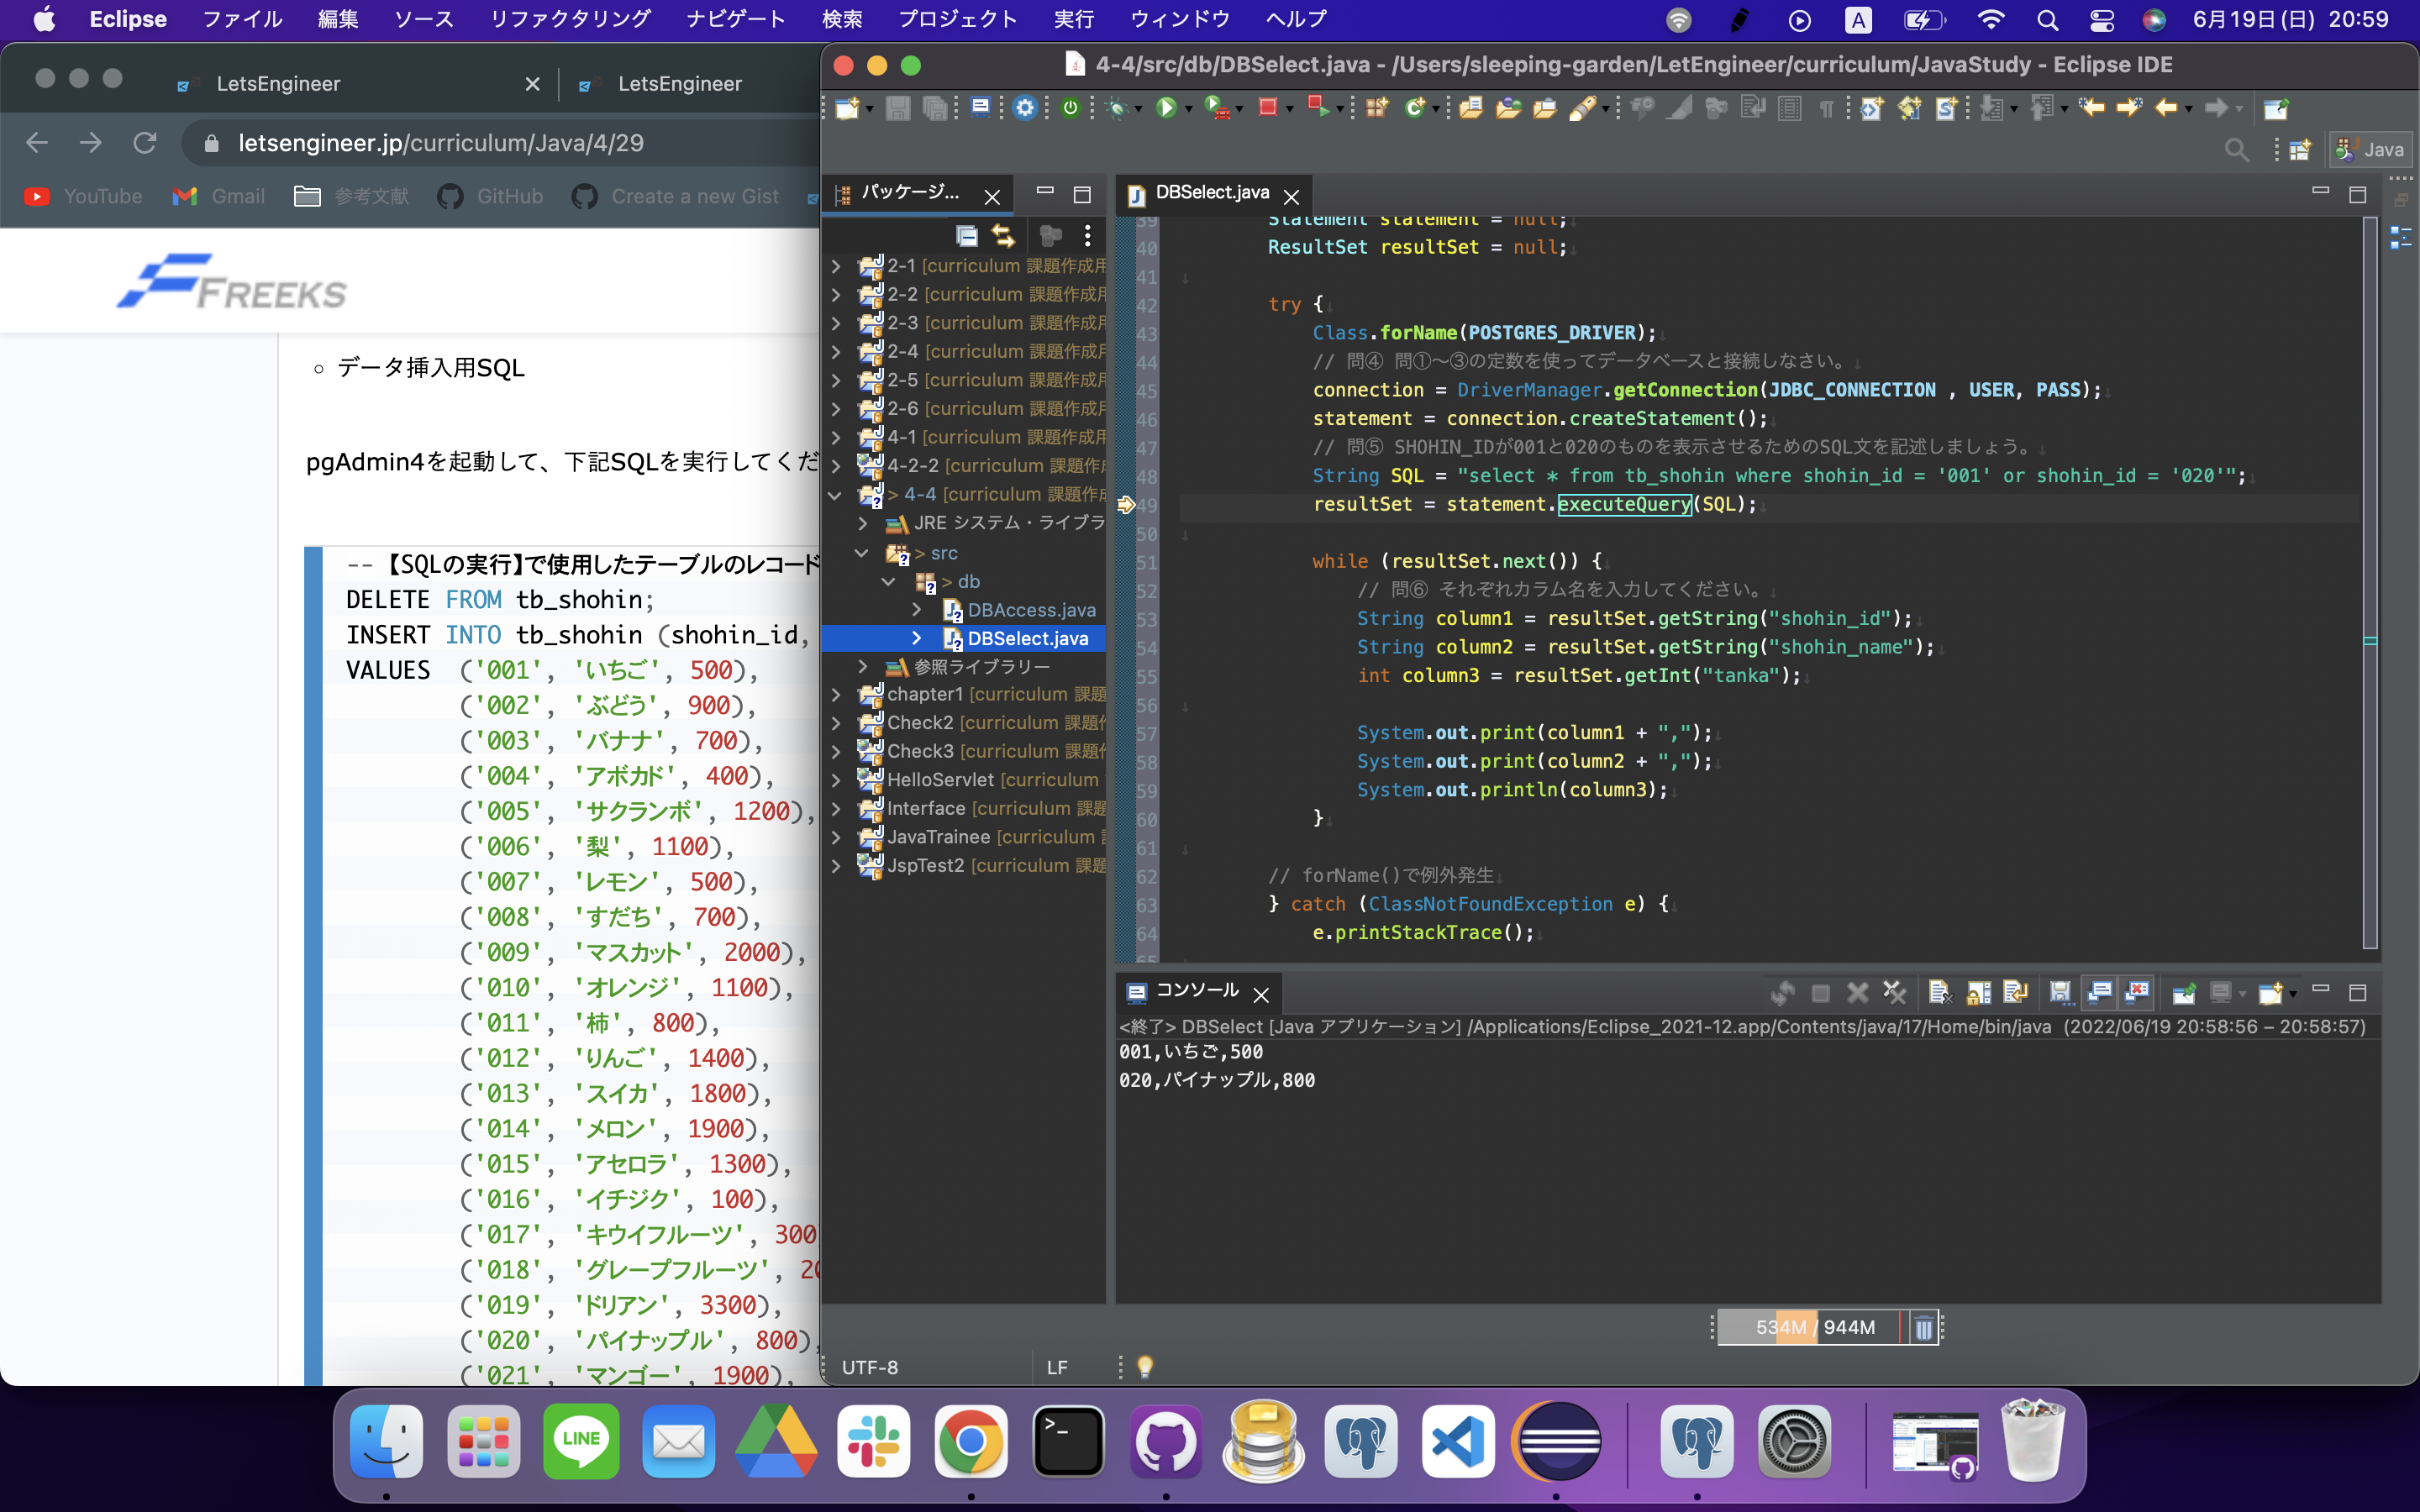 Eclipse ファイル 編集 ソース リファクタリング ナビゲート 検索 プロジェクト 実行 ウィンドウ ヘルプ
A 6月19日(日) 20:59
LetsEngineer
LetsEngineer
letsengineer.jp/curriculum/Java/4/29
YouTube Gmail 参考文献 GitHub Create a new Gist
FREEKS
データ挿入用SQL
pgAdmin4を起動して、下記SQLを実行してくだ
-- 【SQLの実行】で使用したテーブルのレコード
DELETE FROM tb_shohin;
INSERT INTO tb_shohin (shohin_id,
VALUES ('001', 'いちご', 500),
('002', 'ぶどう', 900),
('003', 'バナナ', 700),
('004', 'アボカド', 400),
('005', 'サクランボ', 1200),
('006', '梨', 1100),
('007', 'レモン', 500),
('008', 'すだち', 700),
('009', 'マスカット', 2000),
('010', 'オレンジ', 1100),
('011', '柿', 800),
('012', 'りんご', 1400),
('013', 'スイカ', 1800),
('014', 'メロン', 1900),
('015', 'アセロラ', 1300),
('016', 'イチジク', 100),
('017', 'キウイフルーツ', 300
('018', 'グレープフルーツ', 20
('019', 'ドリアン', 3300),
('020', 'パイナップル', 800),
('021', 'マンゴー', 1900),
4-4/src/db/DBSelect.java - /Users/sleeping-garden/LetEngineer/curriculum/JavaStudy - Eclipse IDE
Java
パッケージ...
2-1 [curriculum 課題作成用
2-2 [curriculum 課題作成用
2-3 [curriculum 課題作成用
2-4 [curriculum 課題作成用
2-5 [curriculum 課題作成用
2-6 [curriculum 課題作成用
4-1 [curriculum 課題作成用
4-2-2 [curriculum 課題作成
> 4-4 [curriculum 課題作成
JRE システム・ライブラ
> src
> db
DBAccess.java
DBSelect.java
参照ライブラリー
chapter1 [curriculum 課題
Check2 [curriculum 課題作
Check3 [curriculum 課題作
HelloServlet [curriculum
Interface [curriculum 課題
JavaTrainee [curriculum
JspTest2 [curriculum 課題
DBSelect.java
39 Statement statement = null;
40 ResultSet resultSet = null;
41
42 try {
43 Class.forName(POSTGRES_DRIVER);
44 // 問④ 問①〜③の定数を使ってデータベースと接続しなさい。
45 connection = DriverManager.getConnection(JDBC_CONNECTION , USER, PASS);
46 statement = connection.createStatement();
47 // 問⑤ SHOHIN_IDが001と020のものを表示させるためのSQL文を記述しましょう。
48 String SQL = "select * from tb_shohin where shohin_id = '001' or shohin_id = '020'";
49 resultSet = statement.executeQuery(SQL);
50
51 while (resultSet.next()) {
52 // 問⑥ それぞれカラム名を入力してください。
53 String column1 = resultSet.getString("shohin_id");
54 String column2 = resultSet.getString("shohin_name");
55 int column3 = resultSet.getInt("tanka");
56
57 System.out.print(column1 + ",");
58 System.out.print(column2 + ",");
59 System.out.println(column3);
60 }
61
62 // forName()で例外発生
63 } catch (ClassNotFoundException e) {
64 e.printStackTrace();
65
コンソール
<終了> DBSelect [Java アプリケーション] /Applications/Eclipse_2021-12.app/Contents/java/17/Home/bin/java (2022/06/19 20:58:56 – 20:58:57)
001,いちご,500
020,パイナップル,800
534M / 944M
UTF-8 LF
LINE
>_